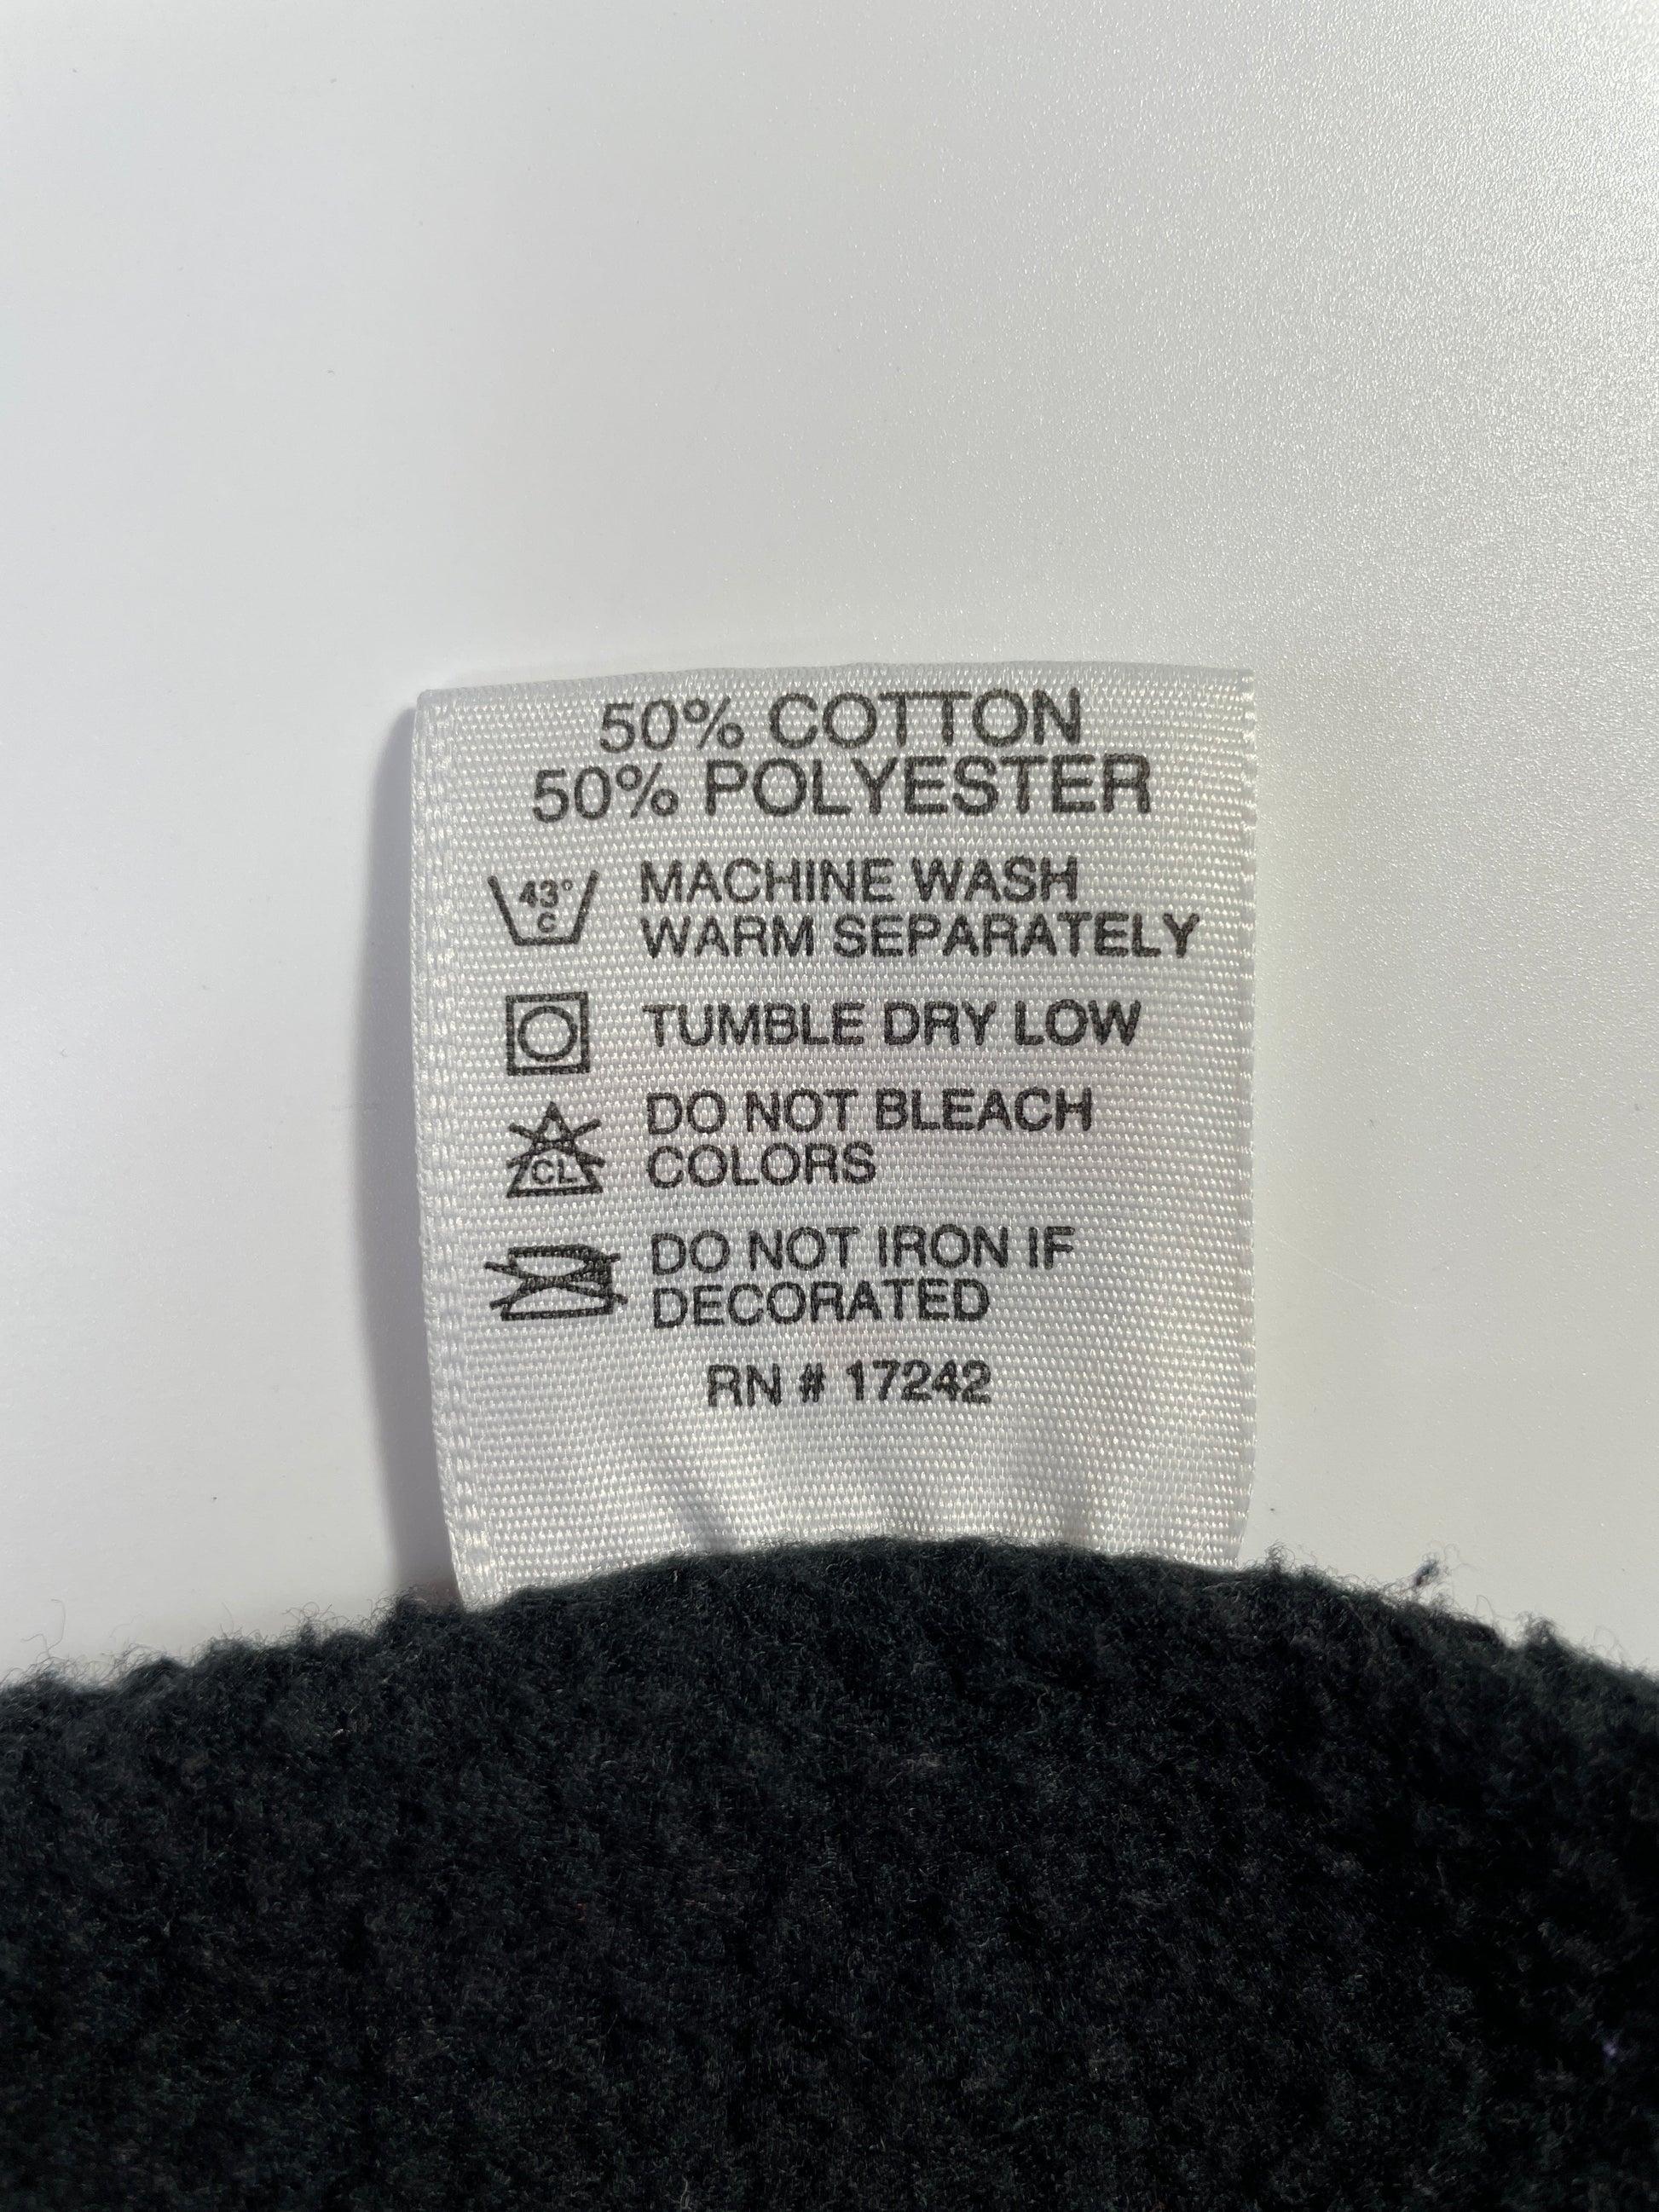 50% COTTON
50% POLYESTER
43°
C
MACHINE WASH
WARM SEPARATELY
TUMBLE DRY LOW
CL
DO NOT BLEACH
COLORS
DO NOT IRON IF
DECORATED
RN # 17242